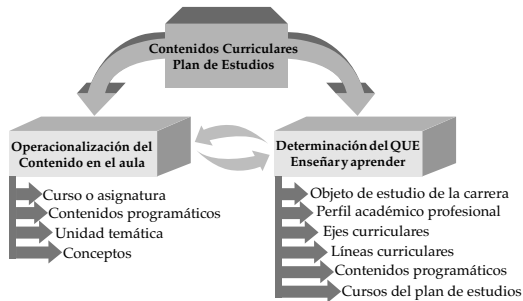 Contenidos Curriculares
Plan de Estudios
Operacionalización del
Contenido en el aula
Curso o asignatura
Contenidos programáticos
Unidad temática
Conceptos
Determinación del QUE
Enseñar y aprender
Objeto de estudio de la carrera
Perfil académico profesional
Ejes curriculares
Líneas curriculares
Contenidos programáticos
Cursos del plan de estudios